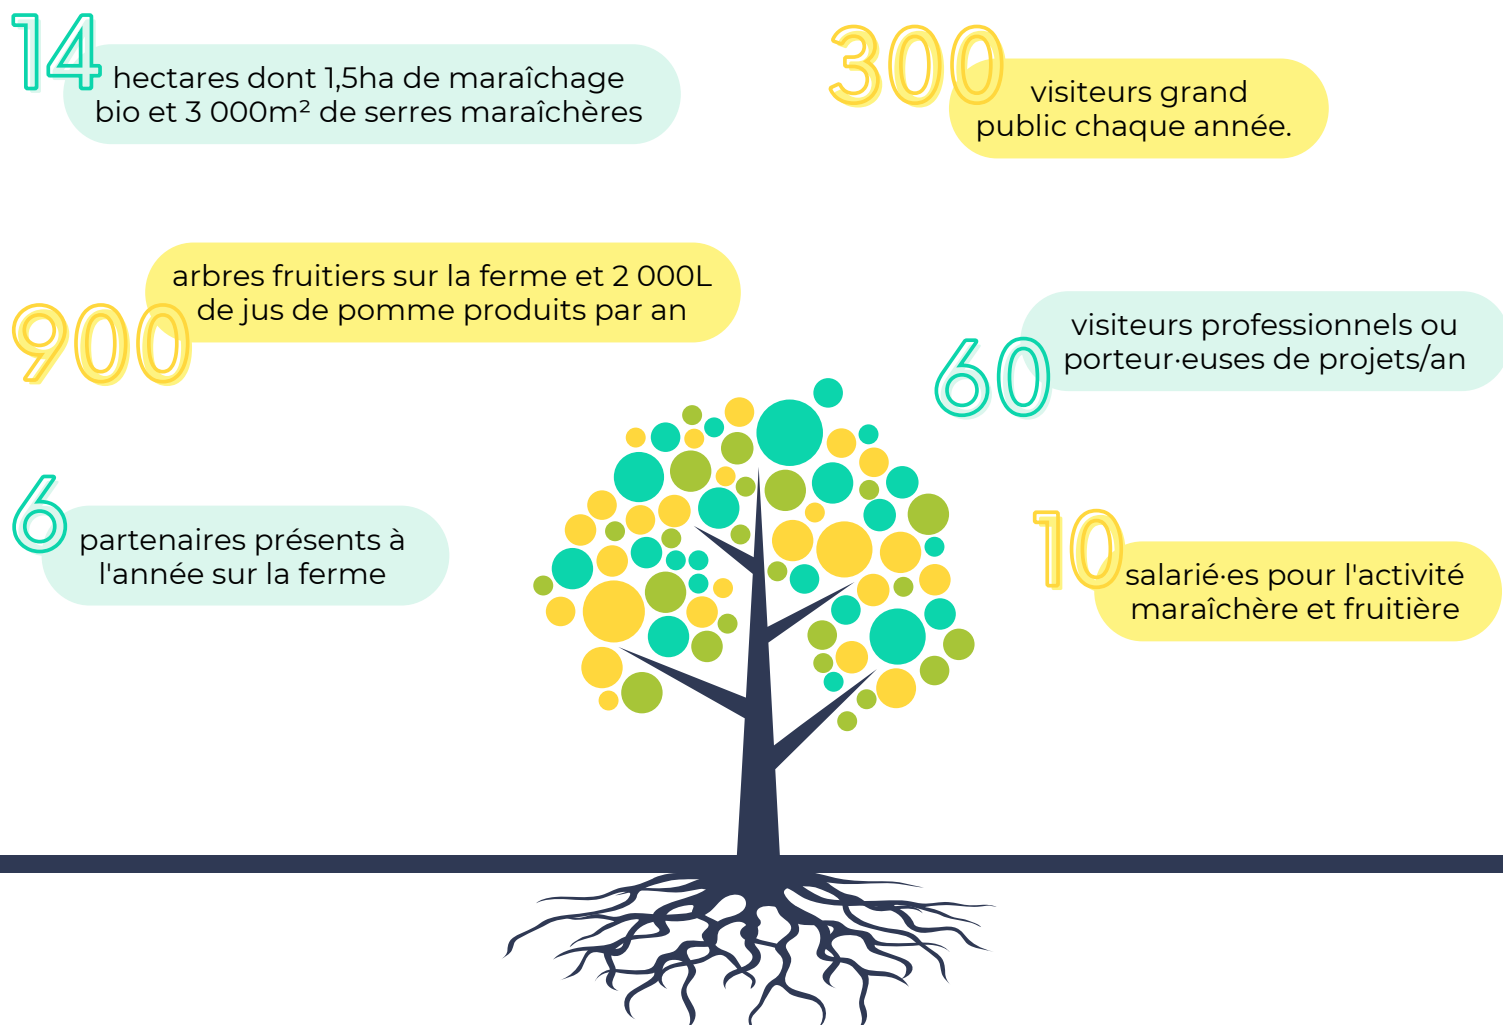 14
hectares dont 1,5ha de maraîchage
bio et 3 000m² de serres maraîchères
300
visiteurs grand
public chaque année.
900
arbres fruitiers sur la ferme et 2 000L
de jus de pomme produits par an
60
visiteurs professionnels ou
porteur·euses de projets/an
6
partenaires présents à
l'année sur la ferme
10
salarié·es pour l'activité
maraîchère et fruitière